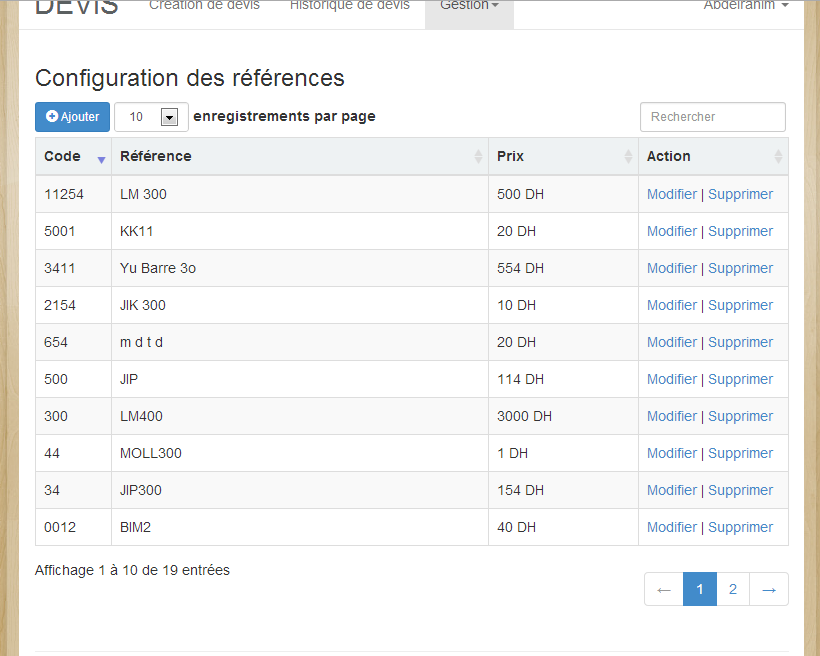 DEVIS Création de devis Historique de devis Gestion Abdelrahim
Configuration des références
Ajouter 10 enregistrements par page Rechercher
Code Référence Prix Action
11254 LM 300 500 DH Modifier | Supprimer
5001 KK11 20 DH Modifier | Supprimer
3411 Yu Barre 3o 554 DH Modifier | Supprimer
2154 JIK 300 10 DH Modifier | Supprimer
654 m d t d 20 DH Modifier | Supprimer
500 JIP 114 DH Modifier | Supprimer
300 LM400 3000 DH Modifier | Supprimer
44 MOLL300 1 DH Modifier | Supprimer
34 JIP300 154 DH Modifier | Supprimer
0012 BIM2 40 DH Modifier | Supprimer
Affichage 1 à 10 de 19 entrées
← 1 2 →